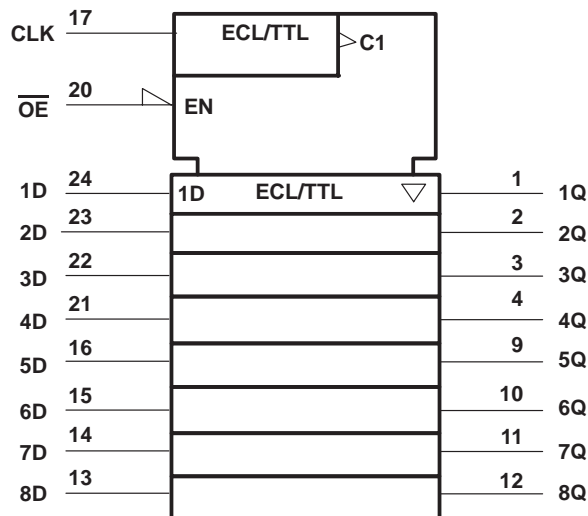 CLK 17 ECL/TTL C1
OE 20 EN
1D 24 1D ECL/TTL 1 1Q
2D 23 2 2Q
3D 22 3 3Q
4D 21 4 4Q
5D 16 9 5Q
6D 15 10 6Q
7D 14 11 7Q
8D 13 12 8Q